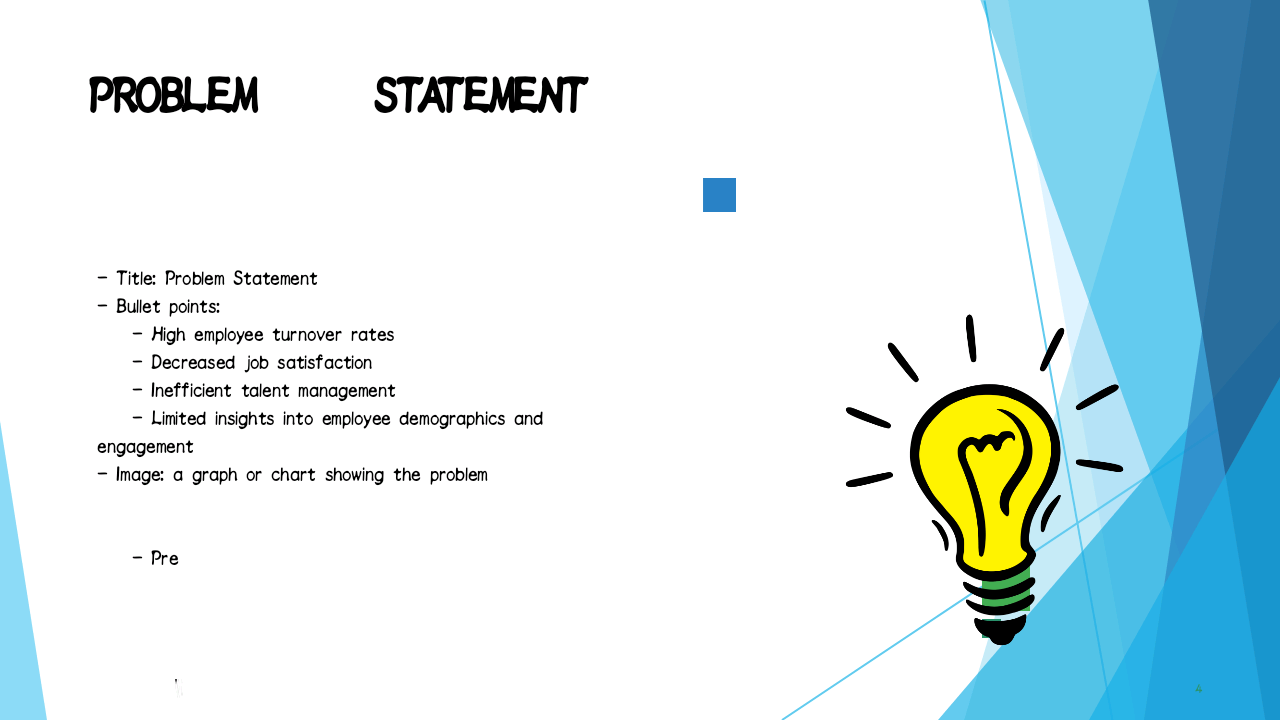 PROBLEM STATEMENT
- Title: Problem Statement
- Bullet points:
- High employee turnover rates
- Decreased job satisfaction
- Inefficient talent management
- Limited insights into employee demographics and
engagement
- Image: a graph or chart showing the problem
- Pre
4